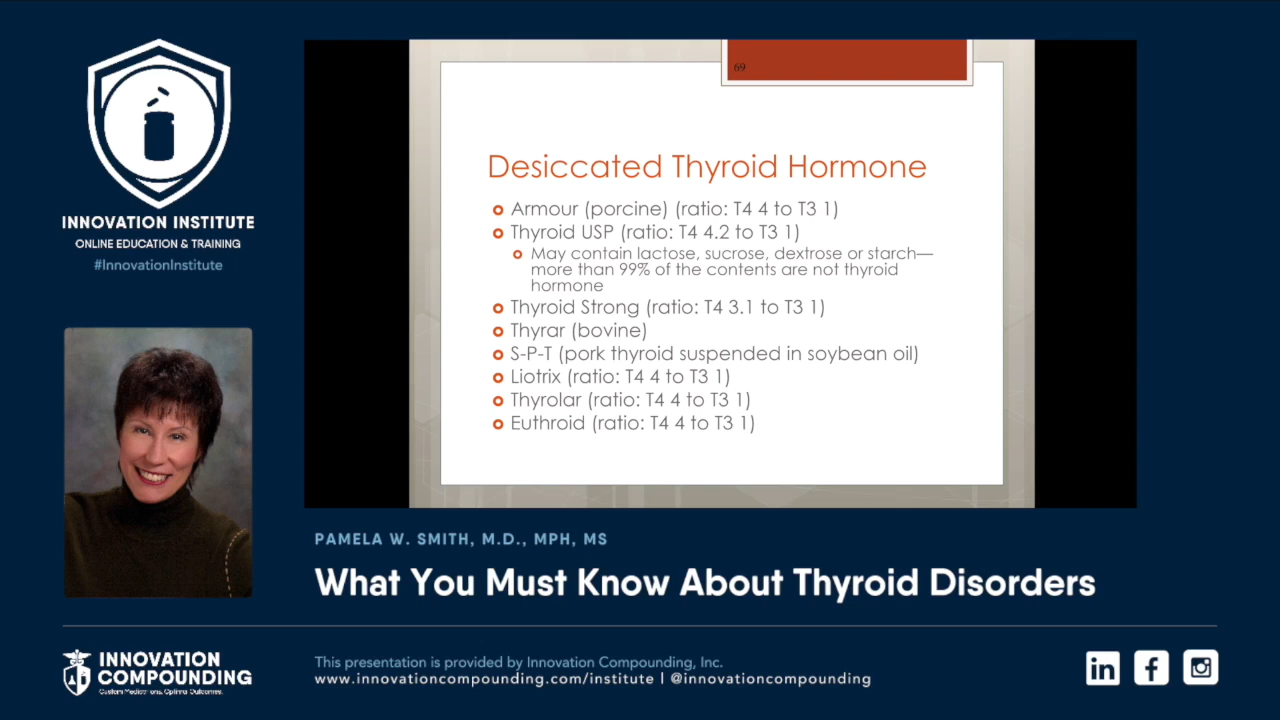 INNOVATION INSTITUTE
ONLINE EDUCATION & TRAINING
#InnovationInstitute
69
Desiccated Thyroid Hormone
Armour (porcine) (ratio: T4 4 to T3 1)
Thyroid USP (ratio: T4 4.2 to T3 1)
May contain lactose, sucrose, dextrose or starch—
more than 99% of the contents are not thyroid
hormone
Thyroid Strong (ratio: T4 3.1 to T3 1)
Thyrar (bovine)
S-P-T (pork thyroid suspended in soybean oil)
Liotrix (ratio: T4 4 to T3 1)
Thyrolar (ratio: T4 4 to T3 1)
Euthroid (ratio: T4 4 to T3 1)
PAMELA W. SMITH, M.D., MPH, MS
What You Must Know About Thyroid Disorders
INNOVATION
COMPOUNDING
Custom Medications. Optimal Outcomes.
This presentation is provided by Innovation Compounding, Inc.
www.innovationcompounding.com/institute | @innovationcompounding
in
f